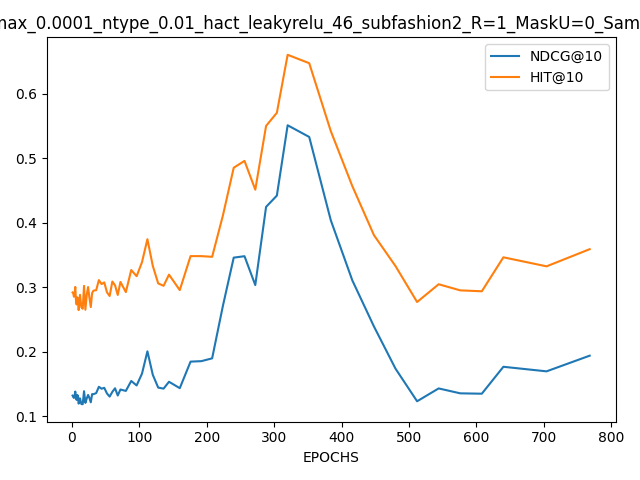 max_0.0001_ntype_0.01_hact_leakyrelu_46_subfashion2_R=1_MaskU=0_Sam
NDCG@10
HIT@10
0.6
0.5
0.4
0.3
0.2
0.1
0 100 200 300 400 500 600 700 800
EPOCHS